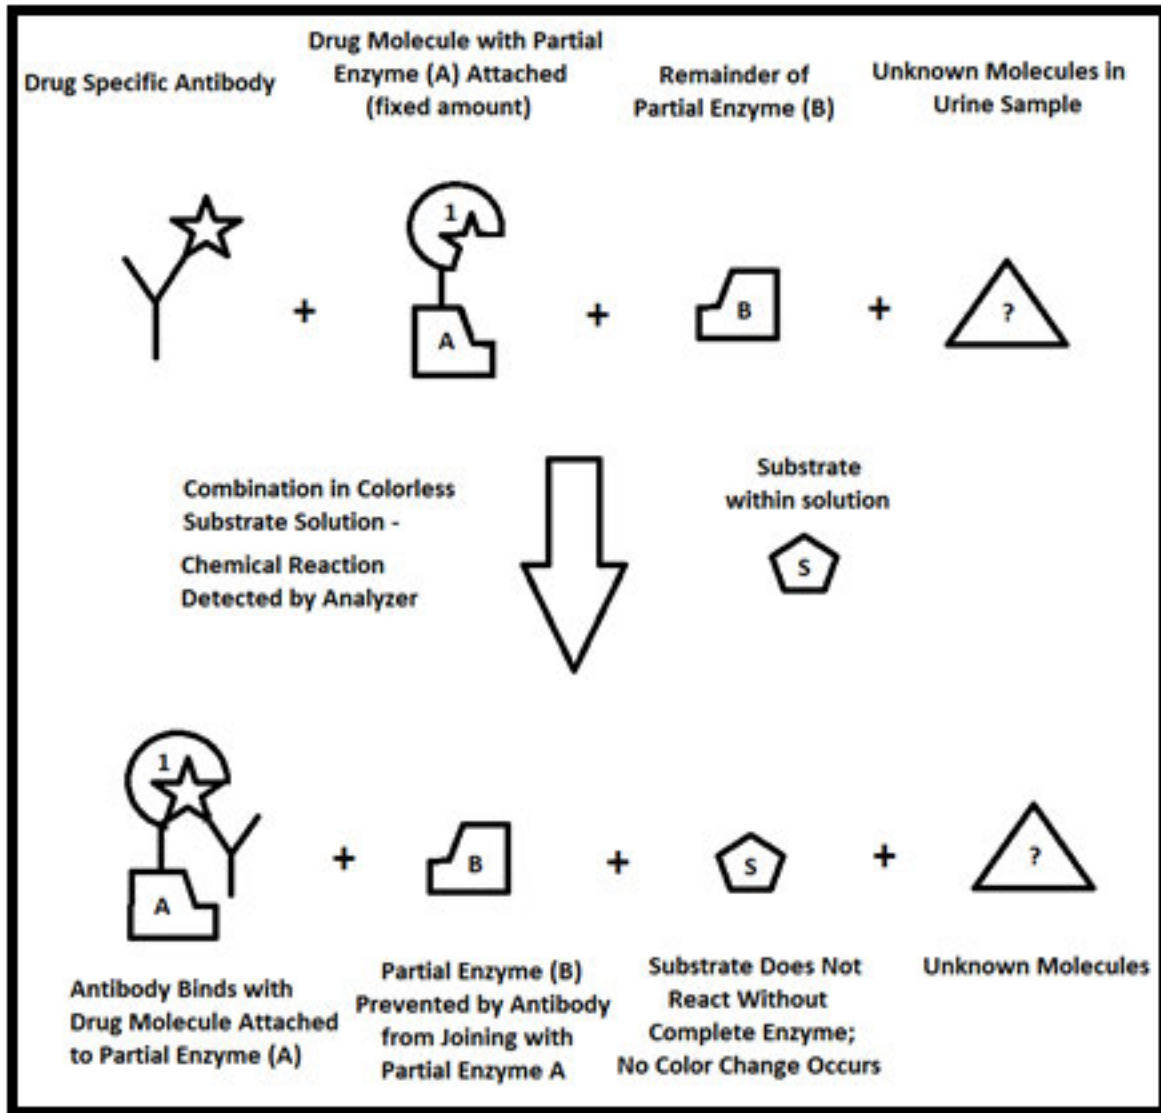 Drug Specific Antibody
Drug Molecule with Partial
Enzyme (A) Attached
(fixed amount)
Remainder of
Partial Enzyme (B)
Unknown Molecules in
Urine Sample
1
A
+
+
B
+
?
Combination in Colorless
Substrate Solution -
Chemical Reaction
Detected by Analyzer
Substrate
within solution
S
1
A
+
B
+
S
+
?
Antibody Binds with
Drug Molecule Attached
to Partial Enzyme (A)
Partial Enzyme (B)
Prevented by Antibody
from Joining with
Partial Enzyme A
Substrate Does Not
React Without
Complete Enzyme;
No Color Change Occurs
Unknown Molecules